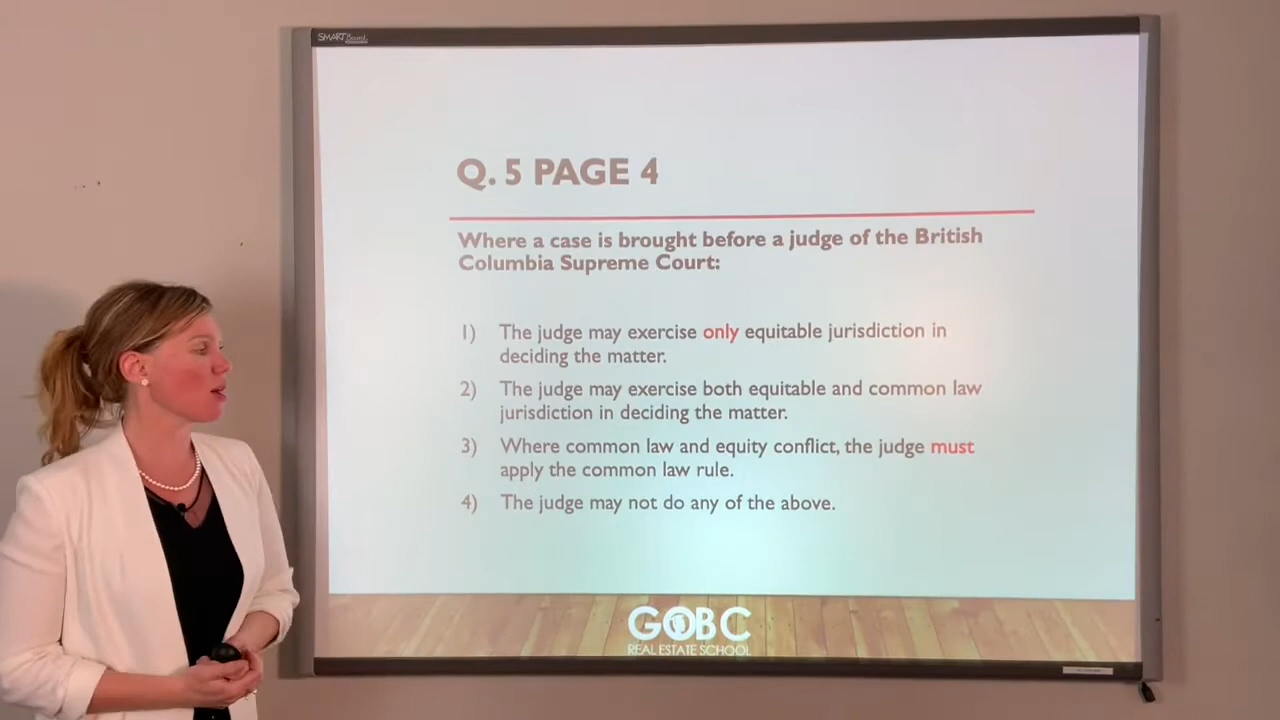 SMART Board
Q. 5 PAGE 4
Where a case is brought before a judge of the British
Columbia Supreme Court:
1) The judge may exercise only equitable jurisdiction in
deciding the matter.
2) The judge may exercise both equitable and common law
jurisdiction in deciding the matter.
3) Where common law and equity conflict, the judge must
apply the common law rule.
4) The judge may not do any of the above.
GOBC
REAL ESTATE SCHOOL